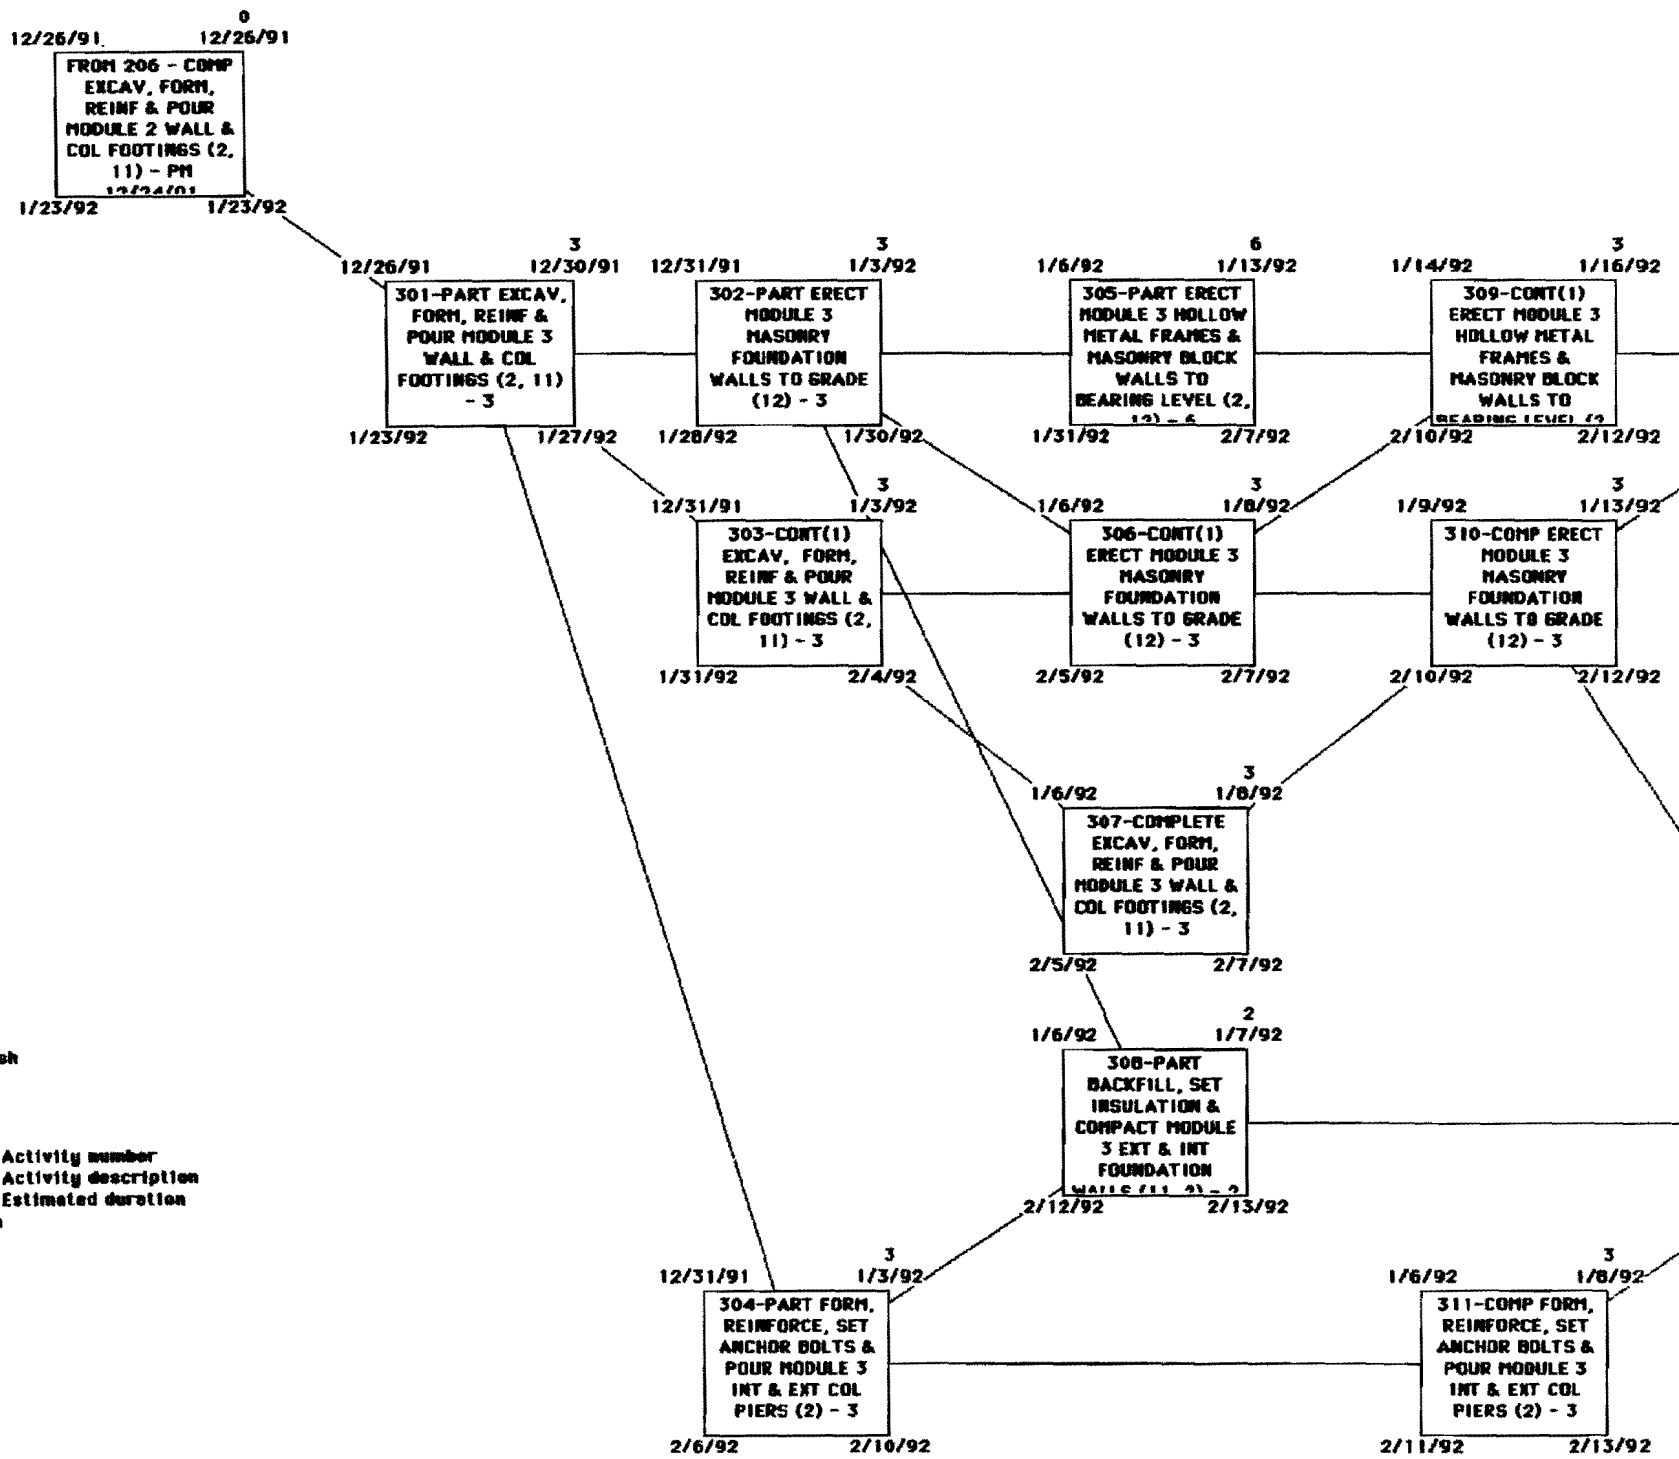 0
12/26/91 12/26/91
FROM 206 - COMP
EXCAV, FORM,
REINF & POUR
MODULE 2 WALL &
COL FOOTINGS (2,
11) - PM
12/24/91
1/23/92 1/23/92
3
12/26/91 12/30/91
301-PART EXCAV,
FORM, REINF &
POUR MODULE 3
WALL & COL
FOOTINGS (2, 11)
- 3
1/23/92 1/27/92
3
12/31/91 1/3/92
302-PART ERECT
MODULE 3
MASONRY
FOUNDATION
WALLS TO GRADE
(12) - 3
1/28/92 1/30/92
6
1/6/92 1/13/92
305-PART ERECT
MODULE 3 HOLLOW
METAL FRAMES &
MASONRY BLOCK
WALLS TO
BEARING LEVEL (2,
12) - 6
1/31/92 2/7/92
3
1/14/92 1/16/92
309-CONT(1)
ERECT MODULE 3
HOLLOW METAL
FRAMES &
MASONRY BLOCK
WALLS TO
BEARING LEVEL (2
2/10/92 2/12/92
3
12/31/91 1/3/92
303-CONT(1)
EXCAV, FORM,
REINF & POUR
MODULE 3 WALL &
COL FOOTINGS (2,
11) - 3
1/31/92 2/4/92
3
1/6/92 1/8/92
306-CONT(1)
ERECT MODULE 3
MASONRY
FOUNDATION
WALLS TO GRADE
(12) - 3
2/5/92 2/7/92
3
1/9/92 1/13/92
310-COMP ERECT
MODULE 3
MASONRY
FOUNDATION
WALLS TO GRADE
(12) - 3
2/10/92 2/12/92
3
1/6/92 1/8/92
307-COMPLETE
EXCAV, FORM,
REINF & POUR
MODULE 3 WALL &
COL FOOTINGS (2,
11) - 3
2/5/92 2/7/92
2
1/6/92 1/7/92
308-PART
BACKFILL, SET
INSULATION &
COMPACT MODULE
3 EXT & INT
FOUNDATION
WALLS (11, 2) - 2
2/12/92 2/13/92
Activity number
Activity description
Estimated duration
3
12/31/91 1/3/92
304-PART FORM,
REINFORCE, SET
ANCHOR BOLTS &
POUR MODULE 3
INT & EXT COL
PIERS (2) - 3
2/6/92 2/10/92
3
1/6/92 1/8/92
311-COMP FORM,
REINFORCE, SET
ANCHOR BOLTS &
POUR MODULE 3
INT & EXT COL
PIERS (2) - 3
2/11/92 2/13/92